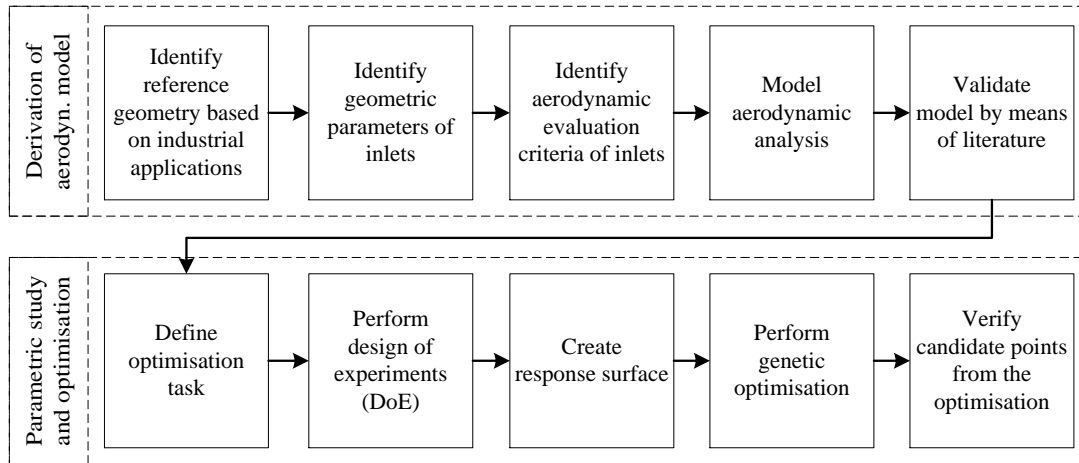 Derivation of
aerodyn. model
Identify
reference
geometry based
on industrial
applications
Identify
geometric
parameters of
inlets
Identify
aerodynamic
evaluation
criteria of inlets
Model
aerodynamic
analysis
Validate
model by means
of literature
Parametric study
and optimisation
Define
optimisation
task
Perform
design of
experiments
(DoE)
Create
response surface
Perform
genetic
optimisation
Verify
candidate points
from the
optimisation